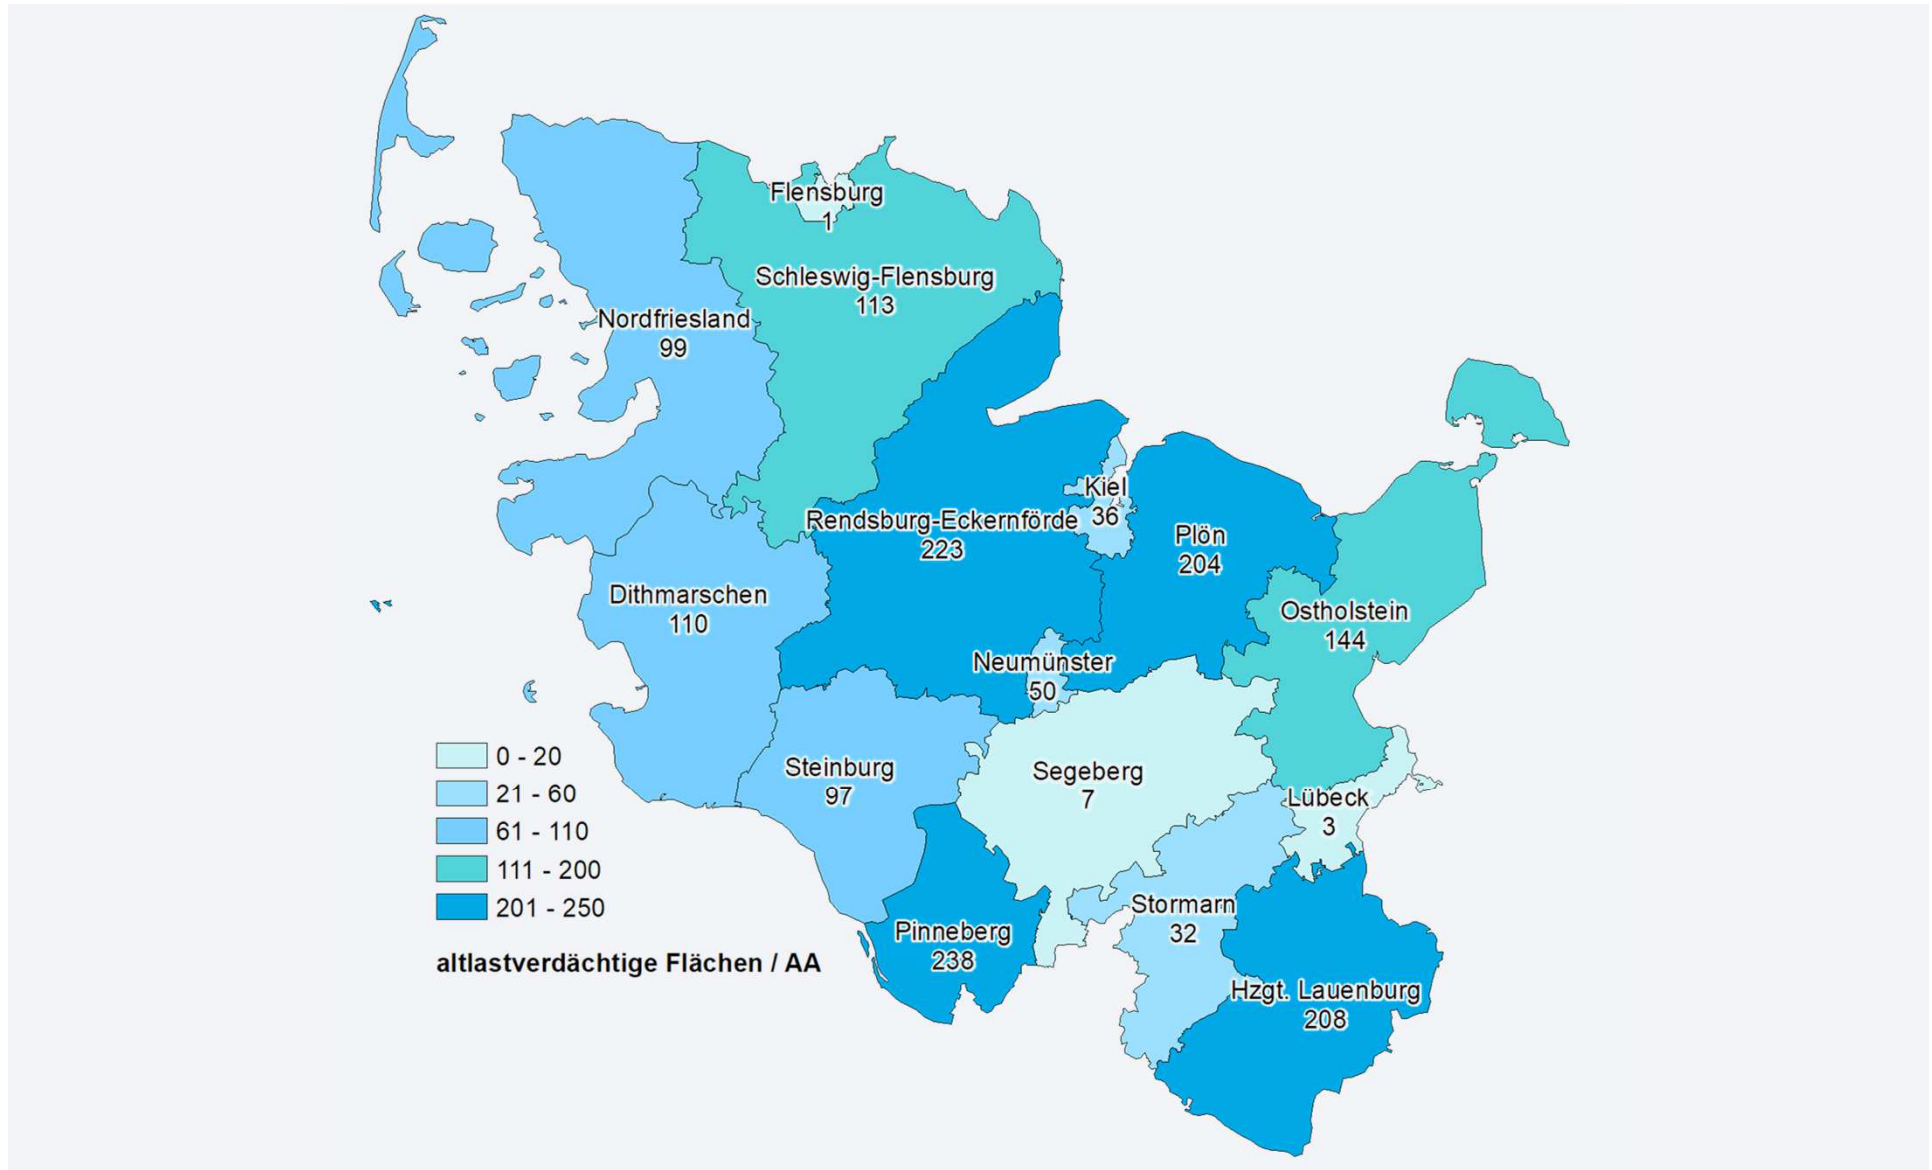 Flensburg
1
Schleswig-Flensburg
113
Nordfriesland
99
Kiel
36
Rendsburg-Eckernförde
223
Plön
204
Dithmarschen
110
Ostholstein
144
Neumünster
50
Steinburg
97
Segeberg
7
Lübeck
3
Stormarn
32
Pinneberg
238
Hzgt. Lauenburg
208
0 - 20
21 - 60
61 - 110
111 - 200
201 - 250
altlastverdächtige Flächen / AA